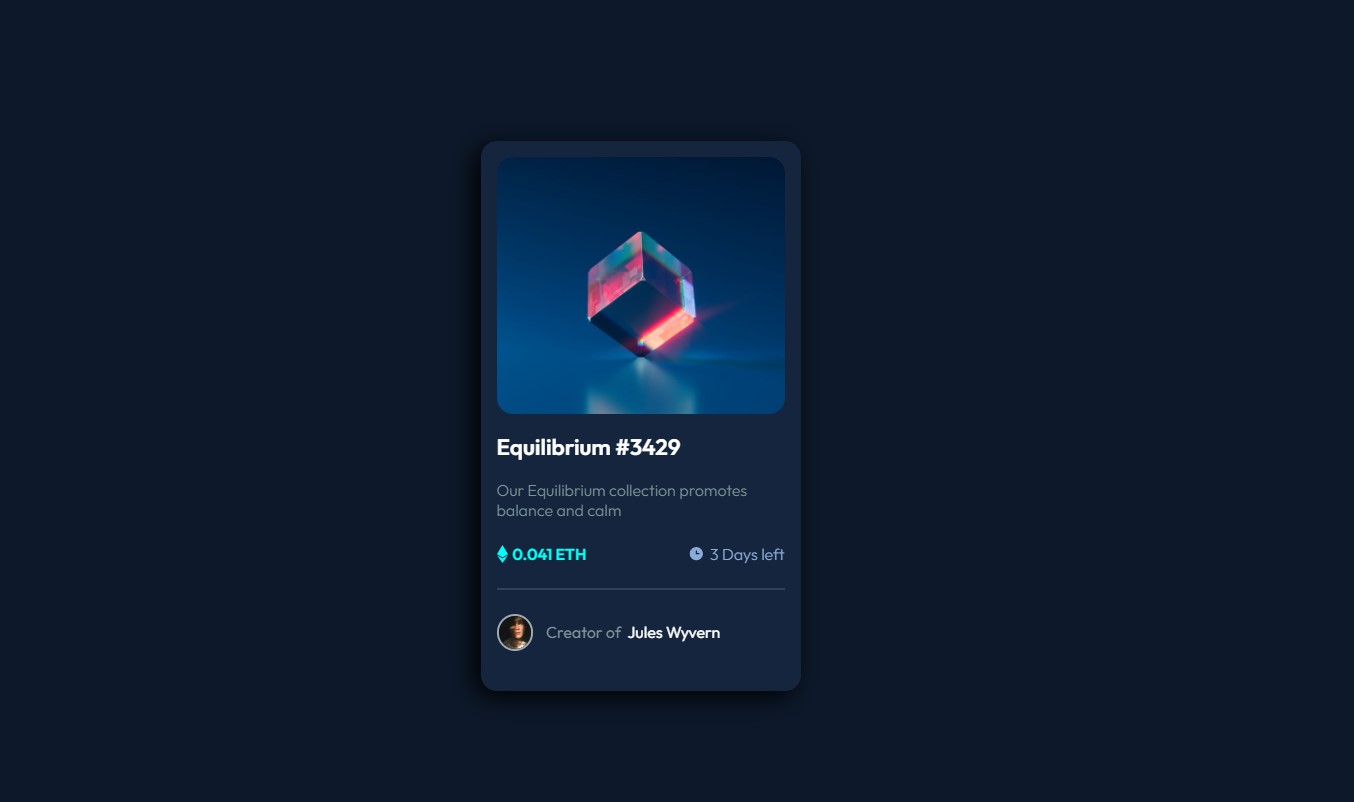 Equilibrium #3429
Our Equilibrium collection promotes
balance and calm
0.041 ETH
3 Days left
Creator of Jules Wyvern